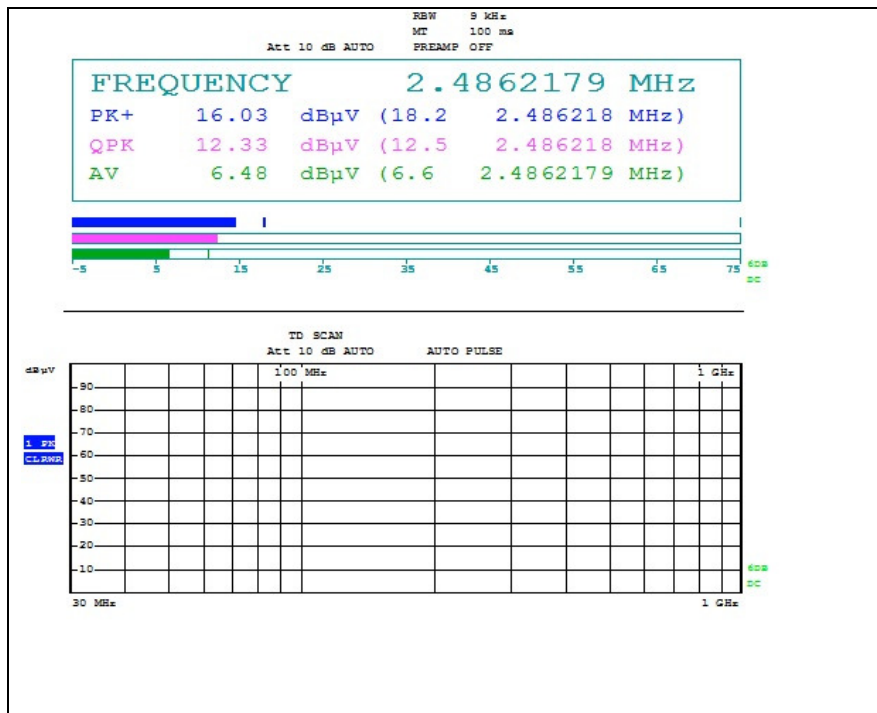 RBW 9 kHz
MT 100 ms
Att 10 dB AUTO PREAMP OFF
FREQUENCY 2.4862179 MHz
PK+ 16.03 dBµV (18.2 2.486218 MHz)
QPK 12.33 dBµV (12.5 2.486218 MHz)
AV 6.48 dBµV (6.6 2.4862179 MHz)
-5 5 15 25 35 45 55 65 75
6DB
DC
TD SCAN
Att 10 dB AUTO AUTO PULSE
dBµV
100 MHz 1 GHz
90
80
70
1 PK
CLRWR
60
50
40
30
20
10
6DB
DC
30 MHz 1 GHz